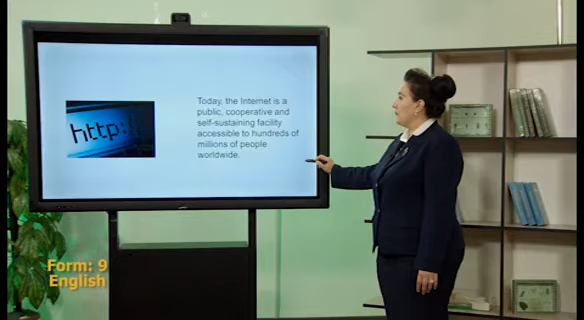 http:
Today, the Internet is a
public, cooperative and
self-sustaining facility
accessible to hundreds of
millions of people
worldwide.
Form: 9
English